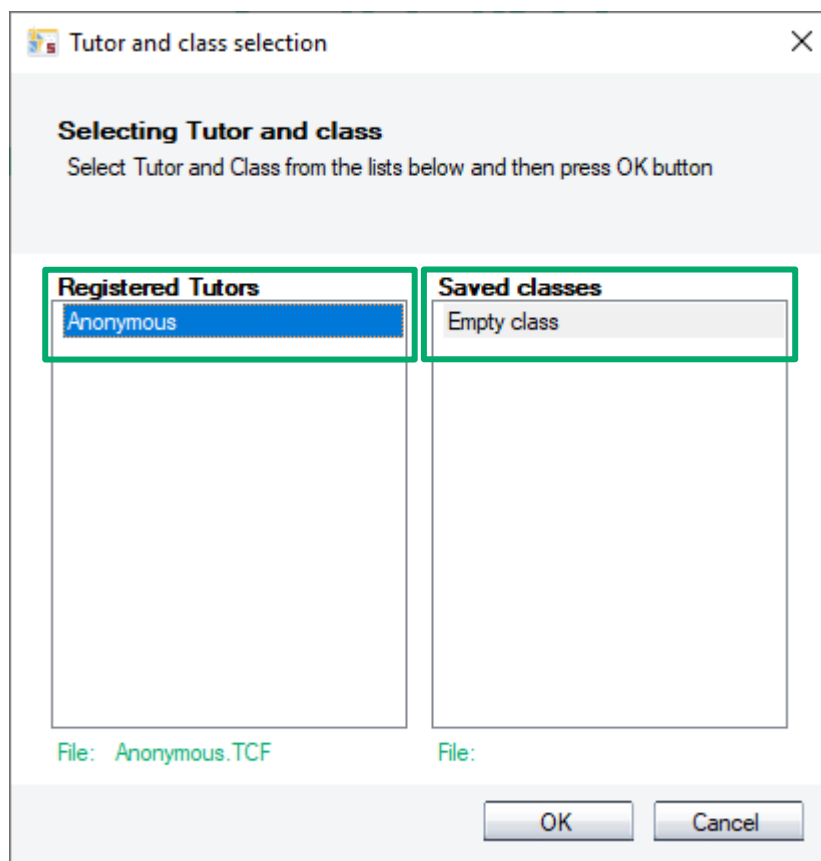 Tutor and class selection
Selecting Tutor and class
Select Tutor and Class from the lists below and then press OK button
Registered Tutors
Anonymous
File: Anonymous.TCF
Saved classes
Empty class
File:
OK
Cancel